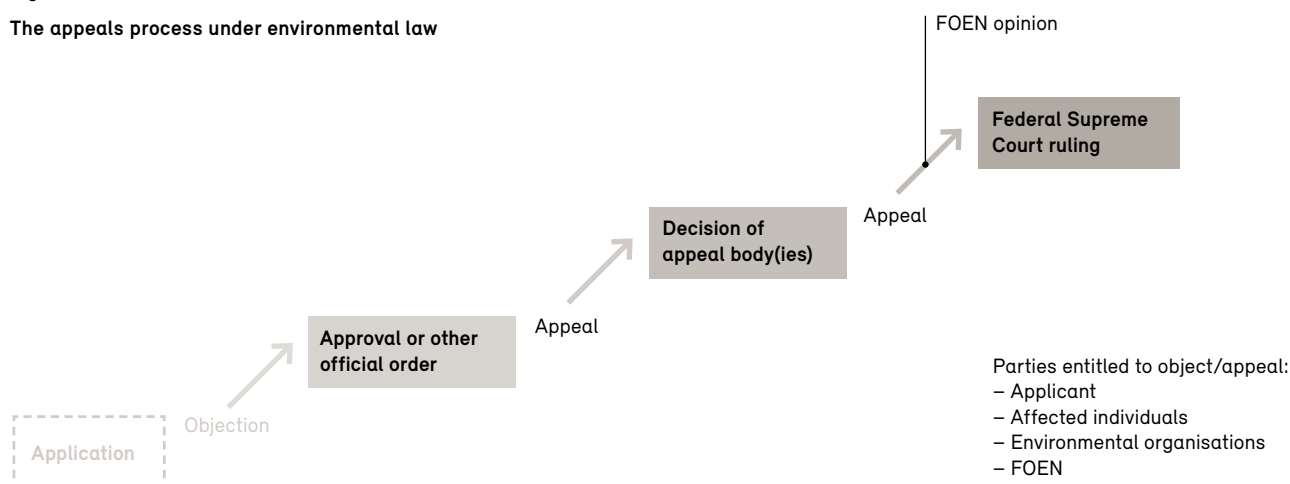 The appeals process under environmental law
FOEN opinion
Federal Supreme
Court ruling
Appeal
Decision of
appeal body(ies)
Appeal
Approval or other
official order
Objection
Application
Parties entitled to object/appeal:
– Applicant
– Affected individuals
– Environmental organisations
– FOEN